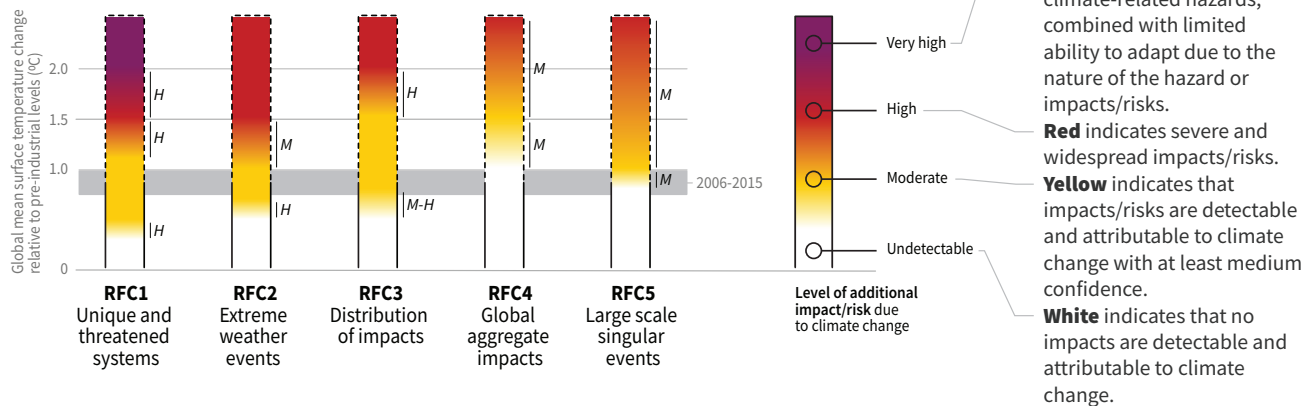 Global mean surface temperature change
relative to pre-industrial levels (ºC)
2.0
1.5
1.0
0
H
H
H
M
H
H
M-H
M
M
M
M
2006-2015
RFC1
Unique and
threatened
systems
RFC2
Extreme
weather
events
RFC3
Distribution
of impacts
RFC4
Global
aggregate
impacts
RFC5
Large scale
singular
events
Very high
High
Moderate
Undetectable
Level of additional
impact/risk due
to climate change
climate-related hazards,
combined with limited
ability to adapt due to the
nature of the hazard or
impacts/risks.
Red indicates severe and
widespread impacts/risks.
Yellow indicates that
impacts/risks are detectable
and attributable to climate
change with at least medium
confidence.
White indicates that no
impacts are detectable and
attributable to climate
change.